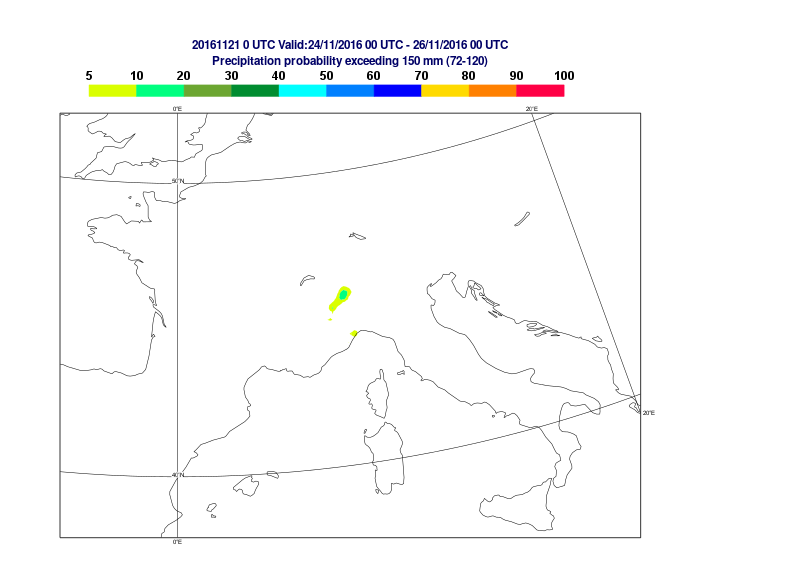 20161121 0 UTC Valid:24/11/2016 00 UTC - 26/11/2016 00 UTC
Precipitation probability exceeding 150 mm (72-120)
5 10 20 30 40 50 60 70 80 90 100
0°E 20°E
50°N
20°E
40°N
0°E